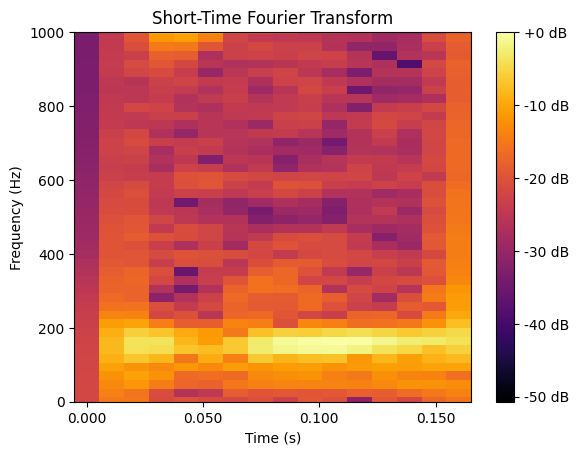 Short-Time Fourier Transform
1000
800
600
400
200
0
Frequency (Hz)
0.000
0.050
0.100
0.150
Time (s)
+0 dB
-10 dB
-20 dB
-30 dB
-40 dB
-50 dB